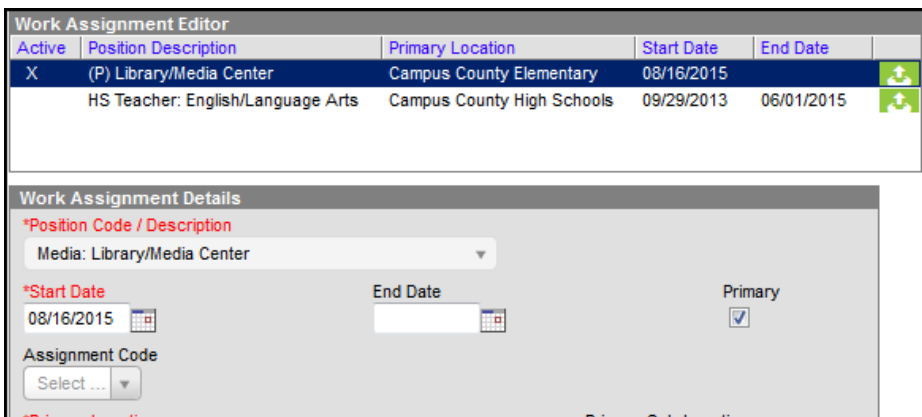 Work Assignment Editor
Active Position Description Primary Location Start Date End Date
X (P) Library/Media Center Campus County Elementary 08/16/2015
HS Teacher: English/Language Arts Campus County High Schools 09/29/2013 06/01/2015
Work Assignment Details
*Position Code / Description
Media: Library/Media Center
*Start Date End Date Primary
08/16/2015
Assignment Code
Select ...